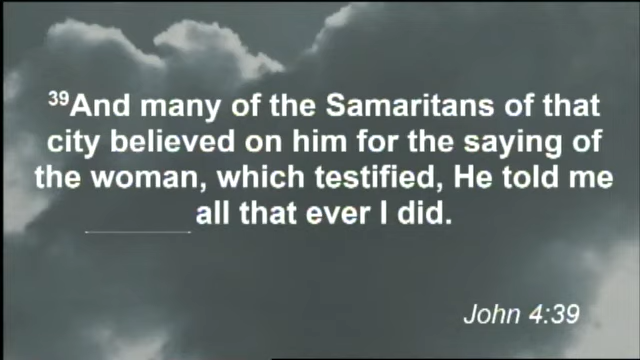 39And many of the Samaritans of that
city believed on him for the saying of
the woman, which testified, He told me
all that ever I did.
John 4:39